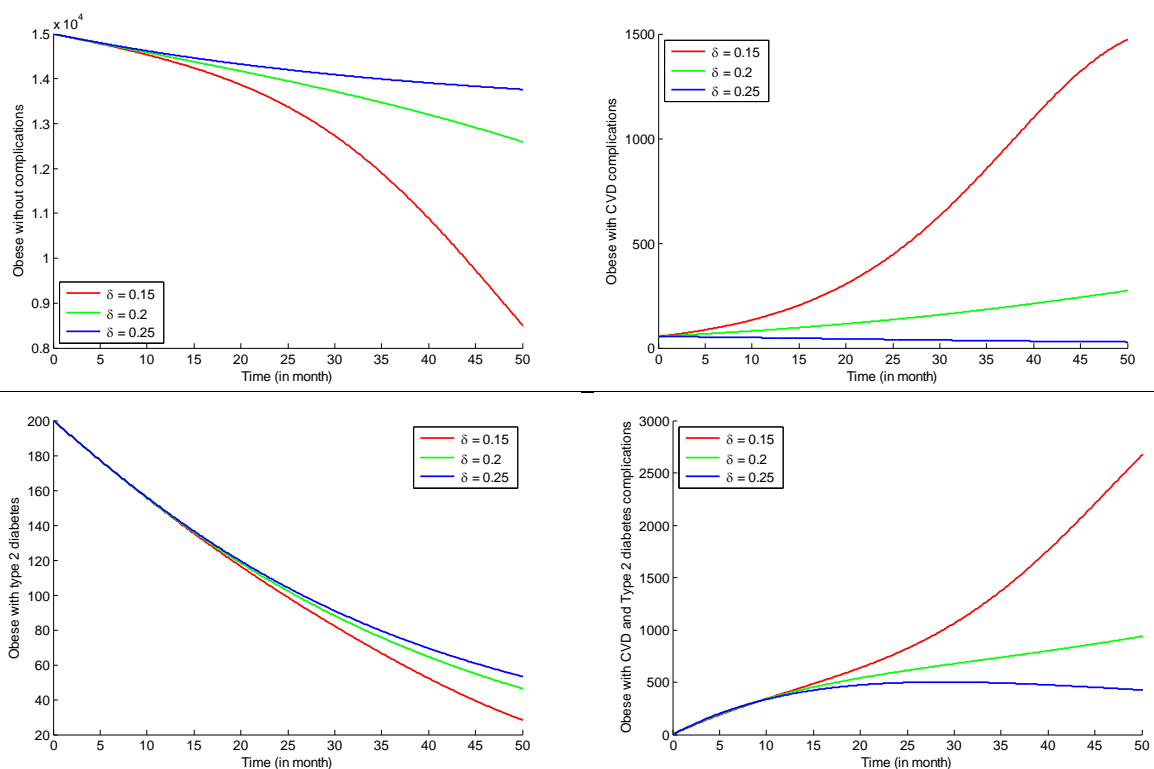 x 10⁴
1.5
1.4
1.3
1.2
1.1
1
0.9
0.8
0 5 10 15 20 25 30 35 40 45 50
Time (in month)
Obese without complications
δ = 0.15
δ = 0.2
δ = 0.25
1500
1000
500
0
0 5 10 15 20 25 30 35 40 45 50
Time (in month)
Obese with CVD complications
δ = 0.15
δ = 0.2
δ = 0.25
200
180
160
140
120
100
80
60
40
20
0 5 10 15 20 25 30 35 40 45 50
Time (in month)
Obese with type 2 diabetes
δ = 0.15
δ = 0.2
δ = 0.25
3000
2500
2000
1500
1000
500
0
0 5 10 15 20 25 30 35 40 45 50
Time (in month)
Obese with CVD and Type 2 diabetes complications
δ = 0.15
δ = 0.2
δ = 0.25